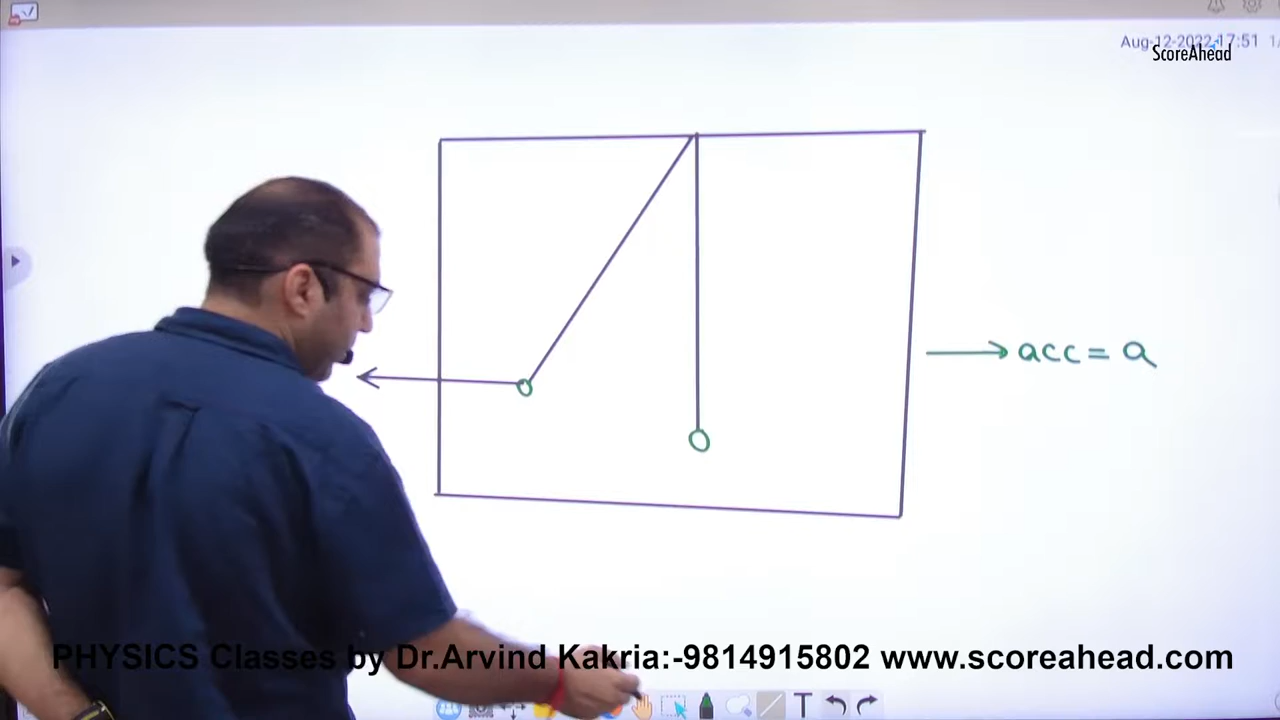 Aug-12-2022 17:51
ScoreAhead
acc = a
PHYSICS Classes by Dr.Arvind Kakria:-9814915802 www.scoreahead.com
T